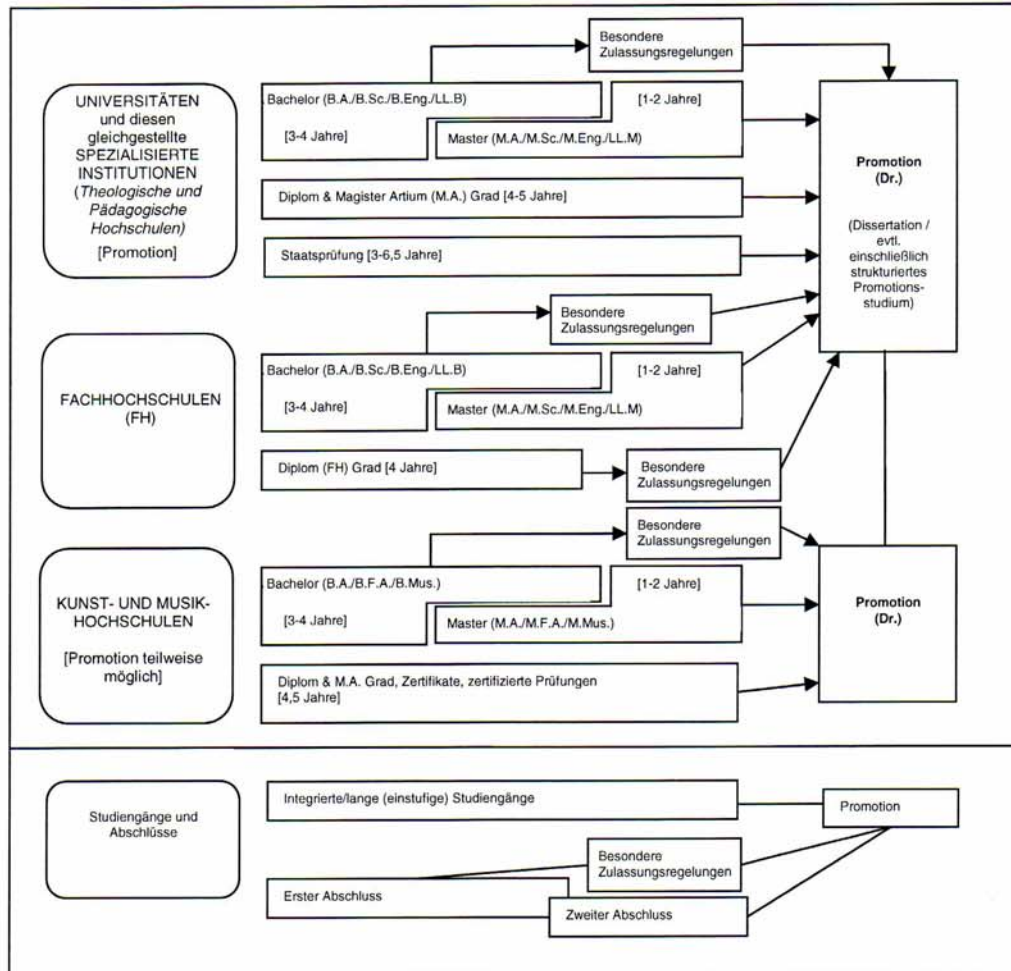 Besondere
Zulassungsregelungen
UNIVERSITÄTEN
und diesen
gleichgestellte
SPEZIALISIERTE
INSTITUTIONEN
(Theologische und
Pädagogische
Hochschulen)
[Promotion]
Bachelor (B.A./B.Sc./B.Eng./LL.B)
[3-4 Jahre]
[1-2 Jahre]
Master (M.A./M.Sc./M.Eng./LL.M)
Diplom & Magister Artium (M.A.) Grad [4-5 Jahre]
Staatsprüfung [3-6,5 Jahre]
Promotion
(Dr.)
(Dissertation /
evtl.
einschließlich
strukturiertes
Promotions-
studium)
Besondere
Zulassungsregelungen
FACHHOCHSCHULEN
(FH)
Bachelor (B.A./B.Sc./B.Eng./LL.B)
[3-4 Jahre]
[1-2 Jahre]
Master (M.A./M.Sc./M.Eng./LL.M)
Diplom (FH) Grad [4 Jahre]
Besondere
Zulassungsregelungen
Besondere
Zulassungsregelungen
KUNST- UND MUSIK-
HOCHSCHULEN
[Promotion teilweise
möglich]
Bachelor (B.A./B.F.A./B.Mus.)
[3-4 Jahre]
[1-2 Jahre]
Master (M.A./M.F.A./M.Mus.)
Diplom & M.A. Grad, Zertifikate, zertifizierte Prüfungen
[4,5 Jahre]
Promotion
(Dr.)
Studiengänge und
Abschlüsse
Integrierte/lange (einstufige) Studiengänge
Promotion
Besondere
Zulassungsregelungen
Erster Abschluss
Zweiter Abschluss